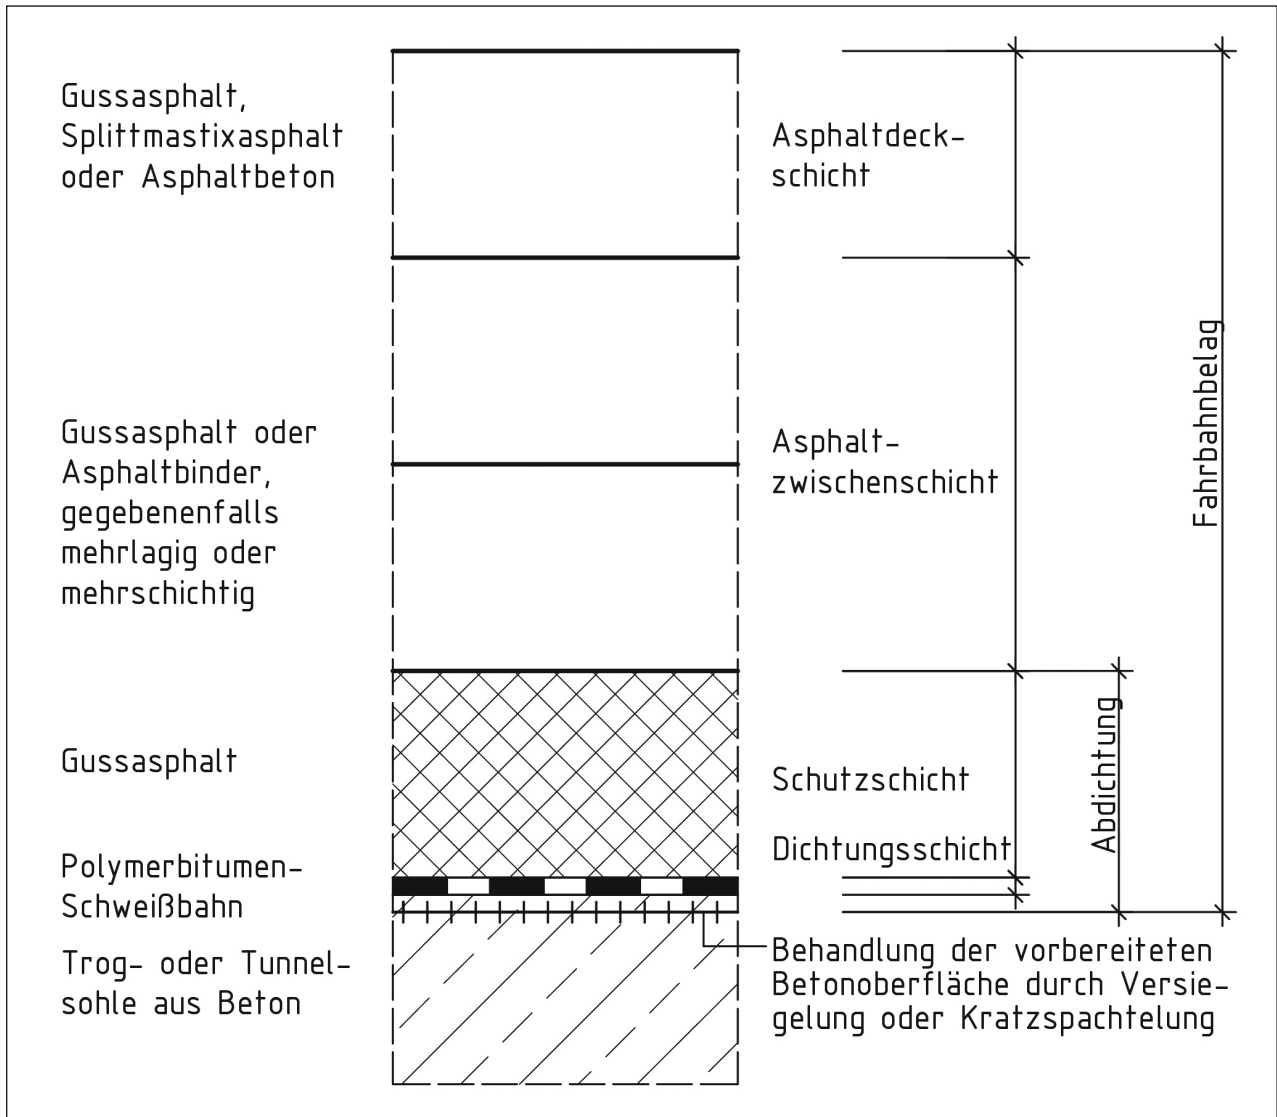 Gussasphalt,
Splittmastixasphalt
oder Asphaltbeton
Asphaltdeck-
schicht
Gussasphalt oder
Asphaltbinder,
gegebenenfalls
mehrlagig oder
mehrschichtig
Asphalt-
zwischenschicht
Fahrbahnbelag
Gussasphalt
Schutzschicht
Abdichtung
Dichtungsschicht
Polymerbitumen-
Schweißbahn
Trog- oder Tunnel-
sohle aus Beton
Behandlung der vorbereiteten
Betonoberfläche durch Versie-
gelung oder Kratzspachtelung